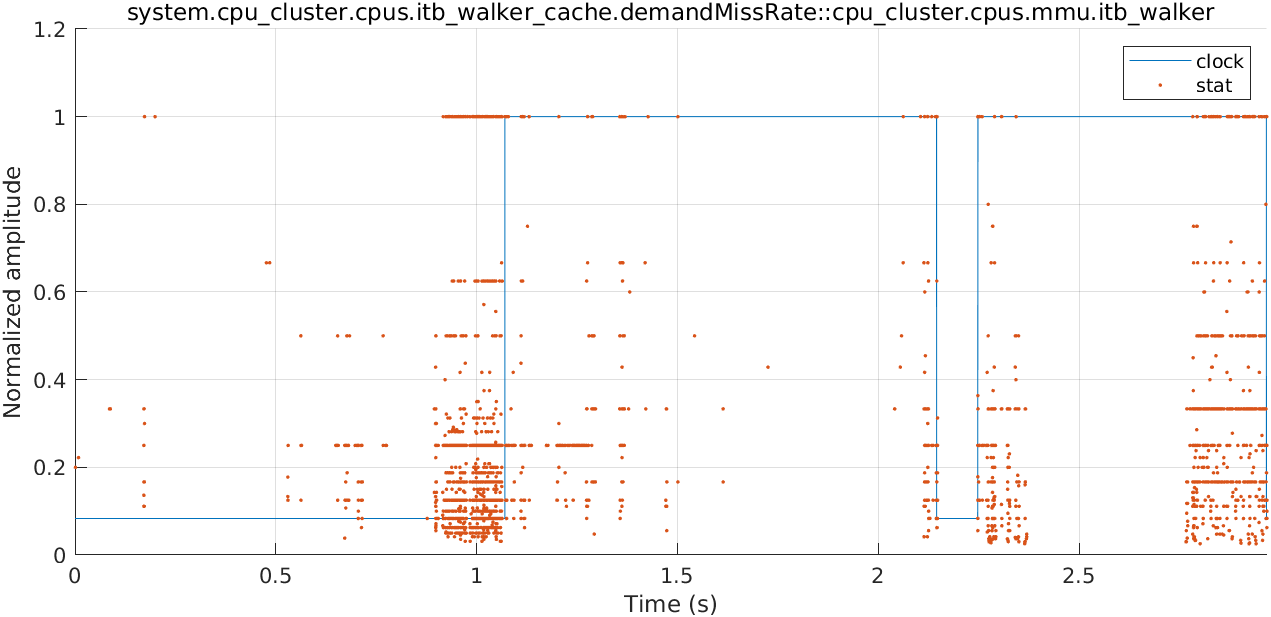 system.cpu_cluster.cpus.itb_walker_cache.demandMissRate::cpu_cluster.cpus.mmu.itb_walker
1.2
clock
stat
1
0.8
0.6
0.4
0.2
0
Normalized amplitude
0 0.5 1 1.5 2 2.5
Time (s)